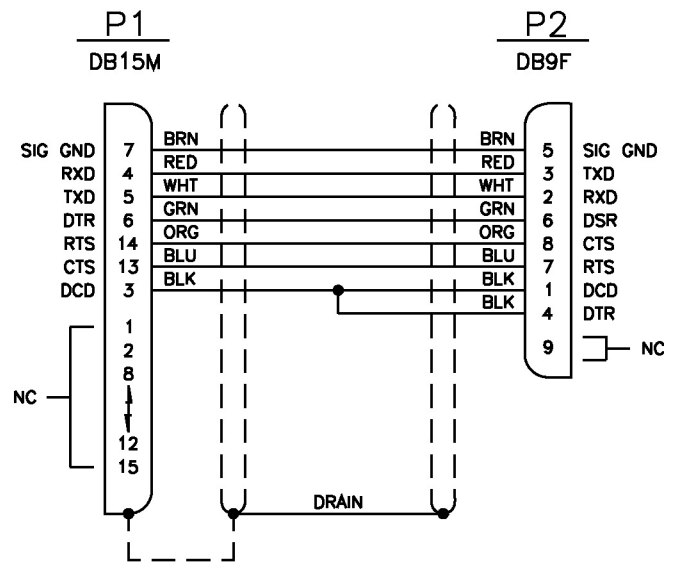 P1 P2
DB15M DB9F
BRN BRN
SIG GND 7 5 SIG GND
RED RED
RXD 4 3 TXD
WHT WHT
TXD 5 2 RXD
GRN GRN
DTR 6 6 DSR
ORG ORG
RTS 14 8 CTS
BLU BLU
CTS 13 7 RTS
BLK BLK
DCD 3 1 DCD
BLK
4 DTR
1
2
9 NC
8
NC
12
15
DRAIN